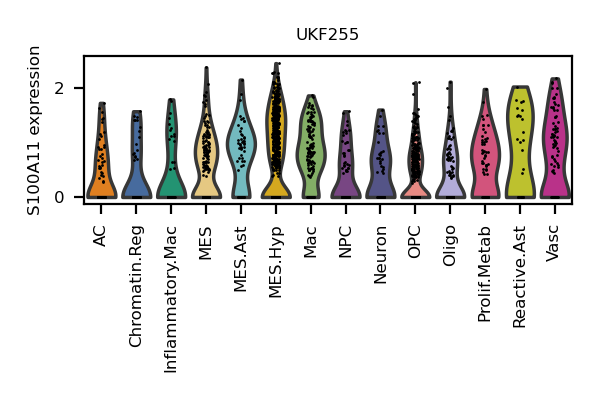 UKF255
S100A11 expression
2
0
AC
Chromatin.Reg
Inflammatory.Mac
MES
MES.Ast
MES.Hyp
Mac
NPC
Neuron
OPC
Oligo
Prolif.Metab
Reactive.Ast
Vasc